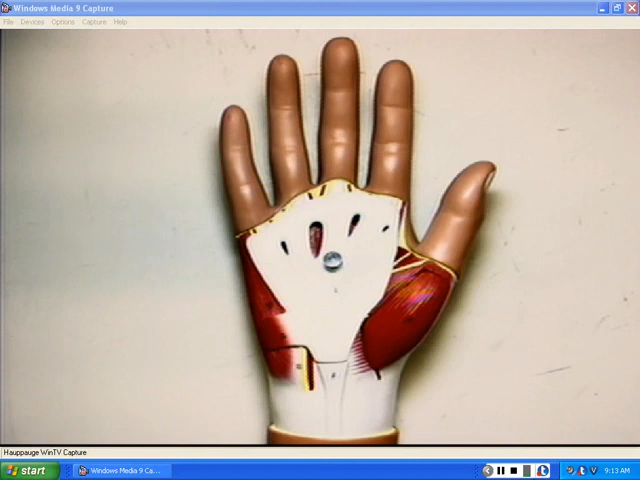 Windows Media 9 Capture
File Devices Options Capture Help
Hauppauge WinTV Capture
start
Windows Media 9 Ca...
9:13 AM